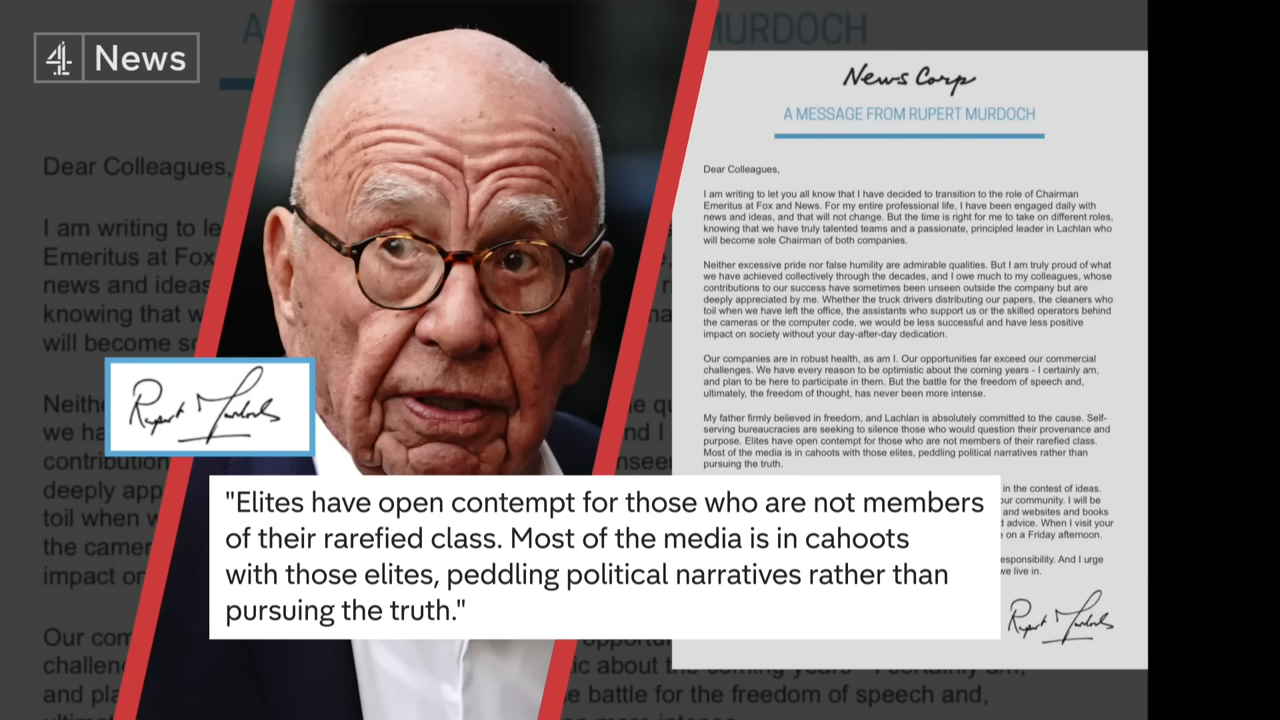 4 News
A
MURDOCH
Dear Colleagues,
I am writing to le
Emeritus at Fox
news and ideas
knowing that w
will become so
Neithe
we ha
contribution
deeply app
toil when w
the camer
impact on
Our com
challen
and pla
Rupert Murdoch
News Corp
A MESSAGE FROM RUPERT MURDOCH
Dear Colleagues,
I am writing to let you all know that I have decided to transition to the role of Chairman
Emeritus at Fox and News. For my entire professional life, I have been engaged daily with
news and ideas, and that will not change. But the time is right for me to take on different roles,
knowing that we have truly talented teams and a passionate, principled leader in Lachlan who
will become sole Chairman of both companies.
Neither excessive pride nor false humility are admirable qualities. But I am truly proud of what
we have achieved collectively through the decades, and I owe much to my colleagues, whose
contributions to our success have sometimes been unseen outside the company but are
deeply appreciated by me. Whether the truck drivers distributing our papers, the cleaners who
toil when we have left the office, the assistants who support us or the skilled operators behind
the cameras or the computer code, we would be less successful and have less positive
impact on society without your day-after-day dedication.
Our companies are in robust health, as am I. Our opportunities far exceed our commercial
challenges. We have every reason to be optimistic about the coming years - I certainly am,
and plan to be here to participate in them. But the battle for the freedom of speech and,
ultimately, the freedom of thought, has never been more intense.
My father firmly believed in freedom, and Lachlan is absolutely committed to the cause. Self-
serving bureaucracies are seeking to silence those who would question their provenance and
purpose. Elites have open contempt for those who are not members of their rarefied class.
Most of the media is in cahoots with those elites, peddling political narratives rather than
pursuing the truth.
in the contest of ideas.
our community. I will be
and websites and books
advice. When I visit your
on a Friday afternoon.
esponsibility. And I urge
we live in.
Rupert Murdoch
"Elites have open contempt for those who are not members
of their rarefied class. Most of the media is in cahoots
with those elites, peddling political narratives rather than
pursuing the truth."
e battle for the freedom of speech and,